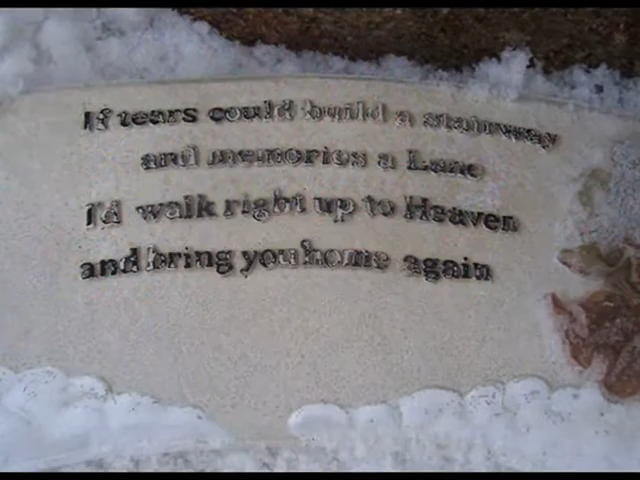 If tears could build a stairway
and memories a Lane
I'd walk right up to Heaven
and bring you home again